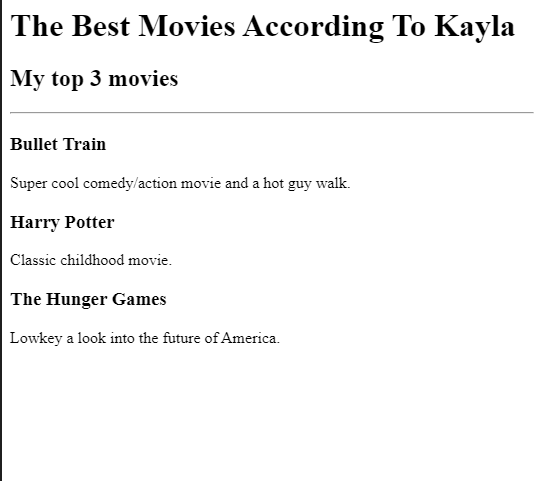 The Best Movies According To Kayla
My top 3 movies
Bullet Train
Super cool comedy/action movie and a hot guy walk.
Harry Potter
Classic childhood movie.
The Hunger Games
Lowkey a look into the future of America.